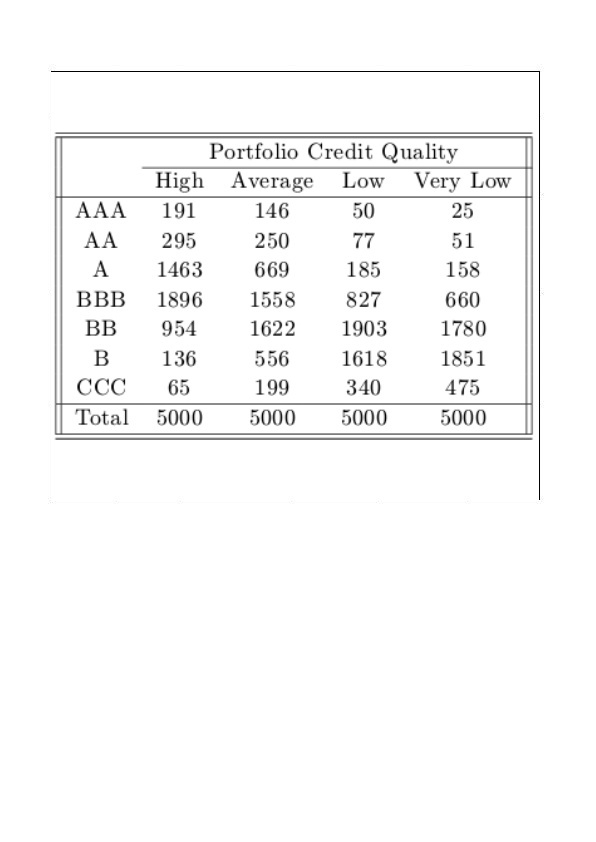 Portfolio Credit Quality
High Average Low Very Low
AAA 191 146 50 25
AA 295 250 77 51
A 1463 669 185 158
BBB 1896 1558 827 660
BB 954 1622 1903 1780
B 136 556 1618 1851
CCC 65 199 340 475
Total 5000 5000 5000 5000